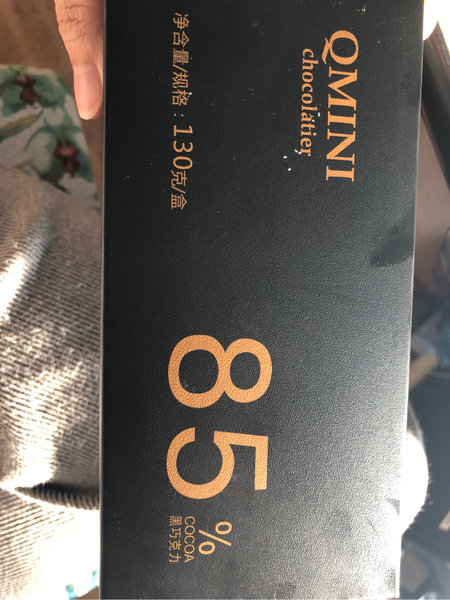 QMINI
chocolatier
净含量/规格：130克/盒
85%
COCOA
黑巧克力